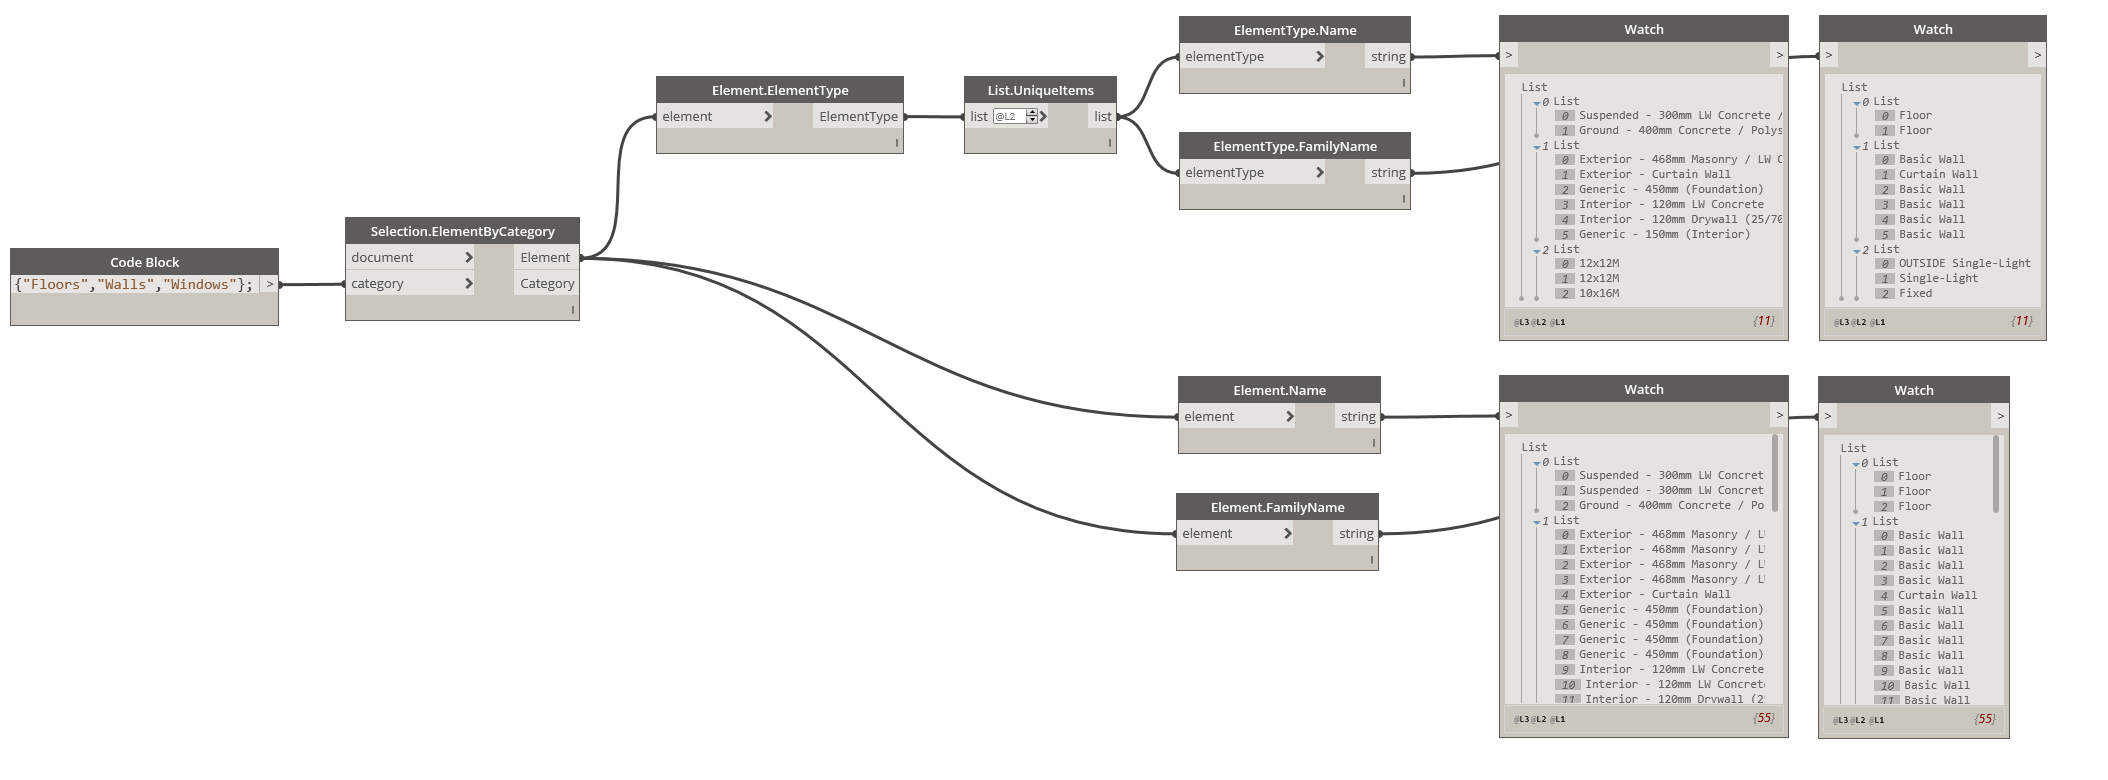 Code Block
{"Floors","Walls","Windows"}; >
Selection.ElementByCategory
document > Element
category > Category
l
Element.ElementType
element > ElementType
l
List.UniqueItems
list @L2 > list
l
ElementType.Name
elementType > string
l
ElementType.FamilyName
elementType > string
l
Watch
> >
List
0 List
0 Suspended - 300mm LW Concrete /
1 Ground - 400mm Concrete / Polys
1 List
0 Exterior - 468mm Masonry / LW C
1 Exterior - Curtain Wall
2 Generic - 450mm (Foundation)
3 Interior - 120mm LW Concrete
4 Interior - 120mm Drywall (25/70
5 Generic - 150mm (Interior)
2 List
0 12x12M
1 12x12M
2 10x16M
@L3 @L2 @L1 {11}
Watch
> >
List
0 List
0 Floor
1 Floor
1 List
0 Basic Wall
1 Curtain Wall
2 Basic Wall
3 Basic Wall
4 Basic Wall
5 Basic Wall
2 List
0 OUTSIDE Single-Light
1 Single-Light
2 Fixed
@L3 @L2 @L1 {11}
Element.Name
element > string
l
Element.FamilyName
element > string
l
Watch
> >
List
0 List
0 Suspended - 300mm LW Concret
1 Suspended - 300mm LW Concret
2 Ground - 400mm Concrete / Po
1 List
0 Exterior - 468mm Masonry / L
1 Exterior - 468mm Masonry / L
2 Exterior - 468mm Masonry / L
3 Exterior - 468mm Masonry / L
4 Exterior - Curtain Wall
5 Generic - 450mm (Foundation)
6 Generic - 450mm (Foundation)
7 Generic - 450mm (Foundation)
8 Generic - 450mm (Foundation)
9 Interior - 120mm LW Concrete
10 Interior - 120mm LW Concret
11 Interior - 120mm Drywall (2
@L3 @L2 @L1 {55}
Watch
> >
List
0 List
0 Floor
1 Floor
2 Floor
1 List
0 Basic Wall
1 Basic Wall
2 Basic Wall
3 Basic Wall
4 Curtain Wall
5 Basic Wall
6 Basic Wall
7 Basic Wall
8 Basic Wall
9 Basic Wall
10 Basic Wall
11 Basic Wall
@L3 @L2 @L1 {55}